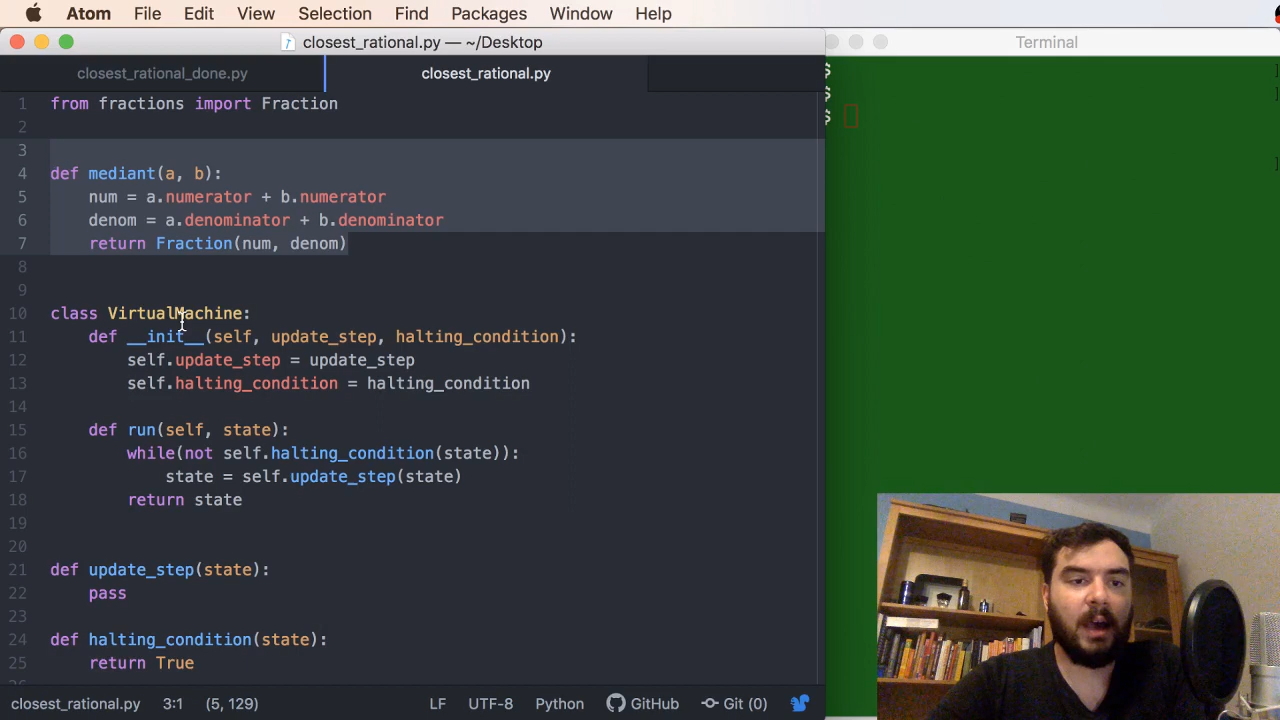 Atom File Edit View Selection Find Packages Window Help
closest_rational.py — ~/Desktop
Terminal
closest_rational_done.py
closest_rational.py
1 from fractions import Fraction
2
3
4 def mediant(a, b):
5 num = a.numerator + b.numerator
6 denom = a.denominator + b.denominator
7 return Fraction(num, denom)
8
9
10 class VirtualMachine:
11 def __init__(self, update_step, halting_condition):
12 self.update_step = update_step
13 self.halting_condition = halting_condition
14
15 def run(self, state):
16 while(not self.halting_condition(state)):
17 state = self.update_step(state)
18 return state
19
20
21 def update_step(state):
22 pass
23
24 def halting_condition(state):
25 return True
$
$
$
closest_rational.py 3:1 (5, 129) LF UTF-8 Python GitHub Git (0)